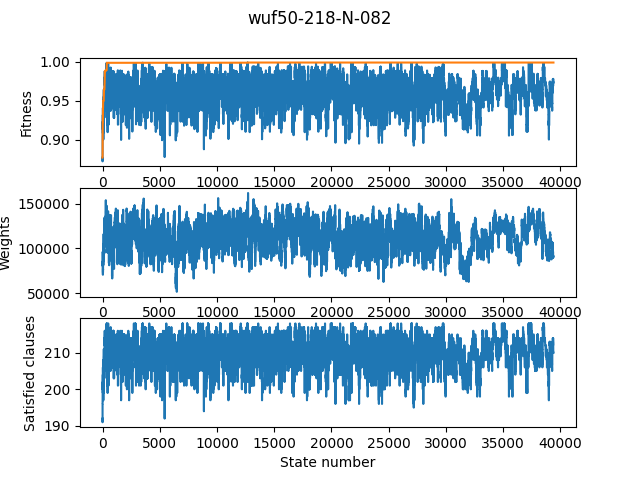 wuf50-218-N-082
1.00
0.95
0.90
Fitness
0 5000 10000 15000 20000 25000 30000 35000 40000
150000
100000
50000
Weights
0 5000 10000 15000 20000 25000 30000 35000 40000
210
200
190
Satisfied clauses
0 5000 10000 15000 20000 25000 30000 35000 40000
State number